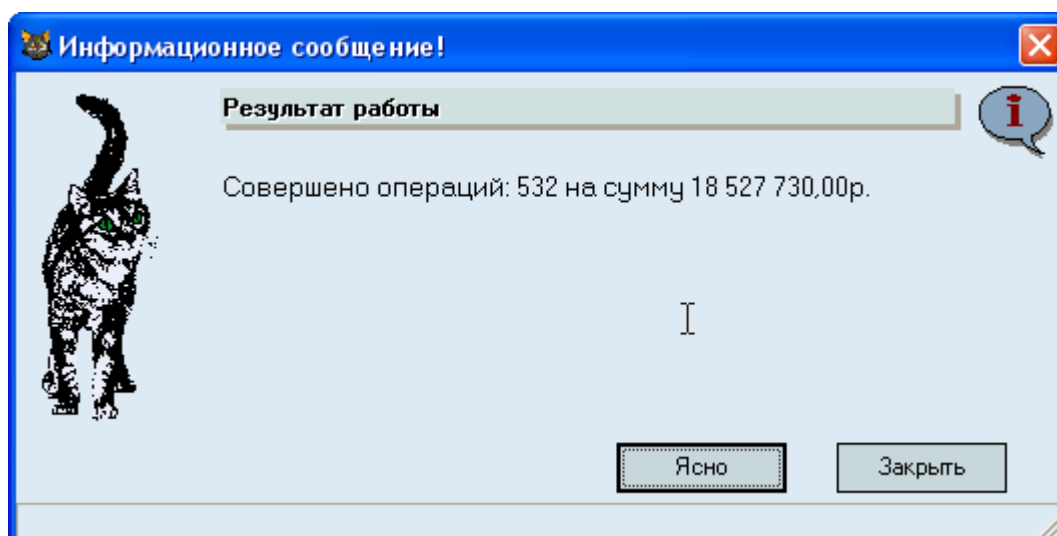 Информационное сообщение!
Результат работы
Совершено операций: 532 на сумму 18 527 730,00р.
Ясно
Закрыть